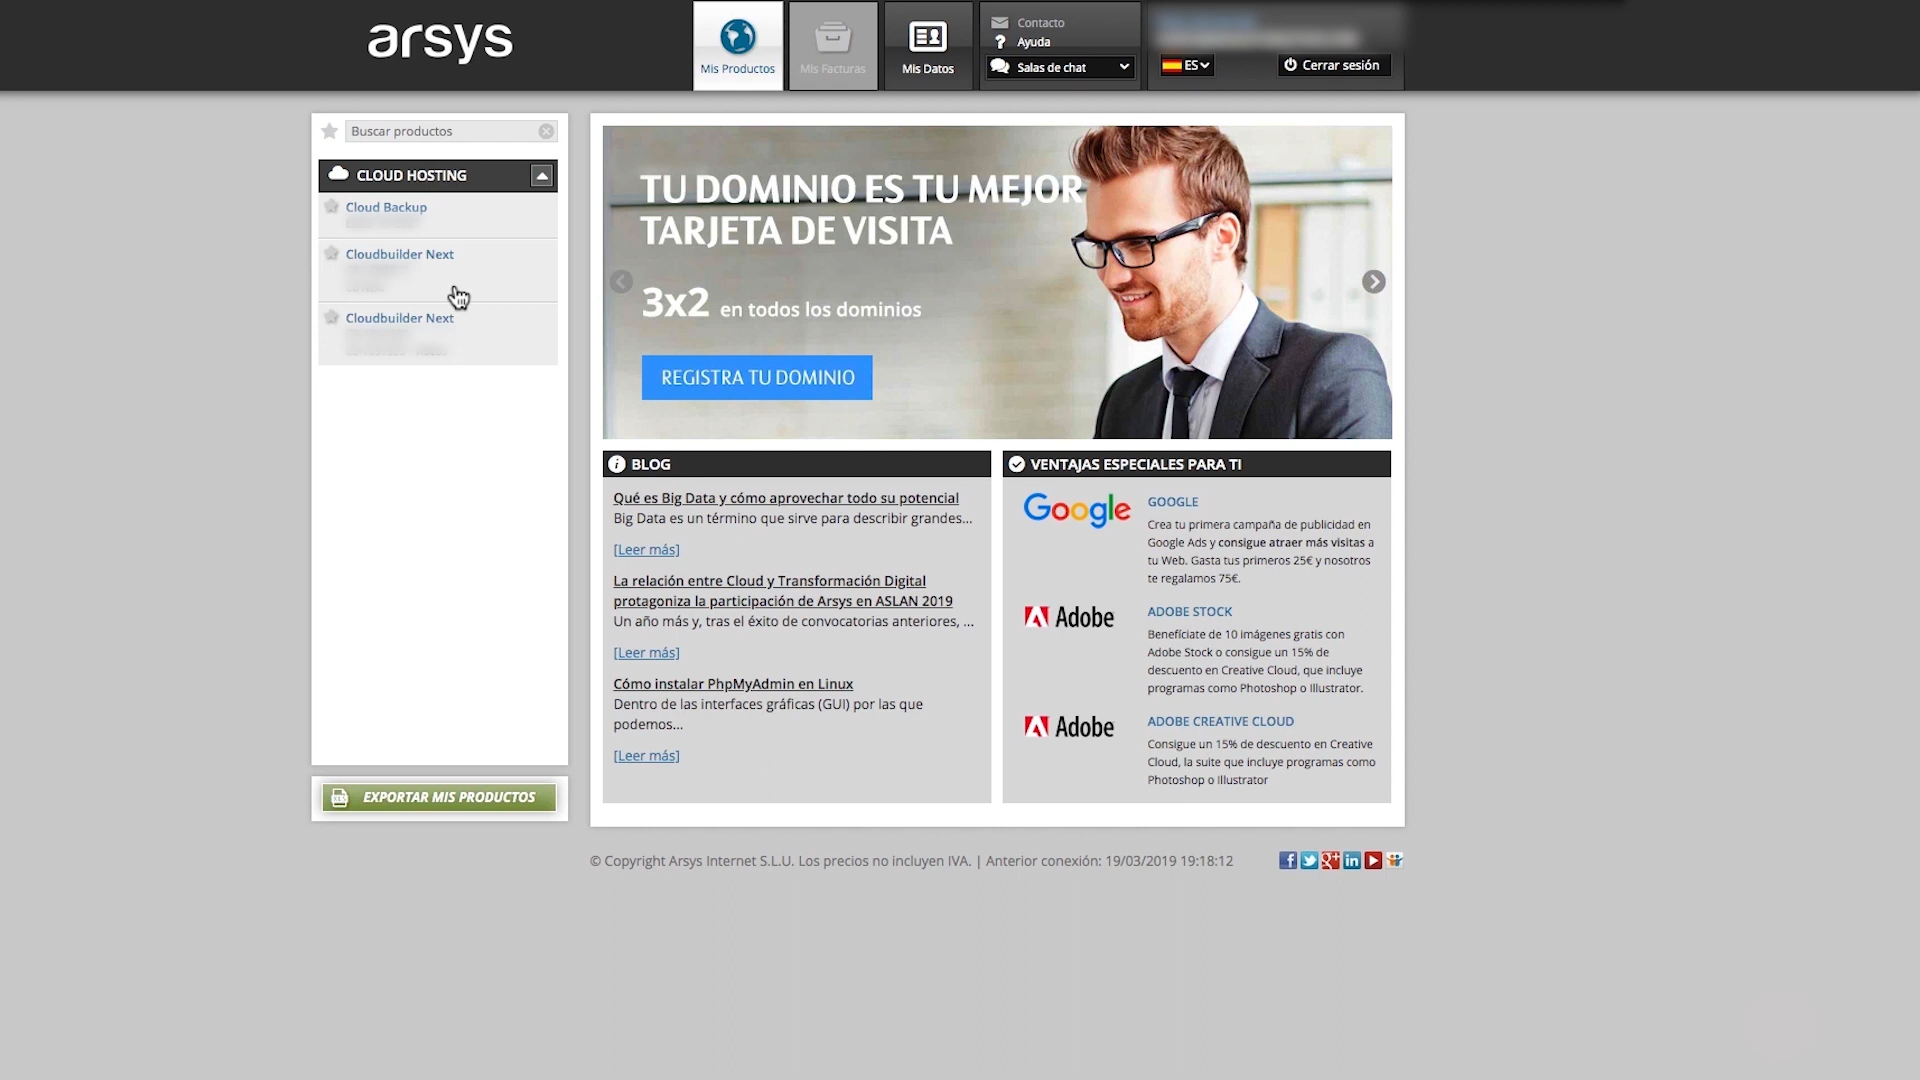 arsys
Mis Productos
Mis Facturas
Mis Datos
Contacto
Ayuda
Salas de chat
ES
Cerrar sesión
Buscar productos
CLOUD HOSTING
Cloud Backup
Cloudbuilder Next
Cloudbuilder Next
EXPORTAR MIS PRODUCTOS
TU DOMINIO ES TU MEJOR
TARJETA DE VISITA
3x2 en todos los dominios
REGISTRA TU DOMINIO
BLOG
Qué es Big Data y cómo aprovechar todo su potencial
Big Data es un término que sirve para describir grandes...
[Leer más]
La relación entre Cloud y Transformación Digital
protagoniza la participación de Arsys en ASLAN 2019
Un año más y, tras el éxito de convocatorias anteriores, ...
[Leer más]
Cómo instalar PhpMyAdmin en Linux
Dentro de las interfaces gráficas (GUI) por las que
podemos...
[Leer más]
VENTAJAS ESPECIALES PARA TI
Google
GOOGLE
Crea tu primera campaña de publicidad en
Google Ads y consigue atraer más visitas a
tu Web. Gasta tus primeros 25€ y nosotros
te regalamos 75€.
Adobe
ADOBE STOCK
Benefíciate de 10 imágenes gratis con
Adobe Stock o consigue un 15% de
descuento en Creative Cloud, que incluye
programas como Photoshop o Illustrator.
Adobe
ADOBE CREATIVE CLOUD
Consigue un 15% de descuento en Creative
Cloud, la suite que incluye programas como
Photoshop o Illustrator
© Copyright Arsys Internet S.L.U. Los precios no incluyen IVA. | Anterior conexión: 19/03/2019 19:18:12